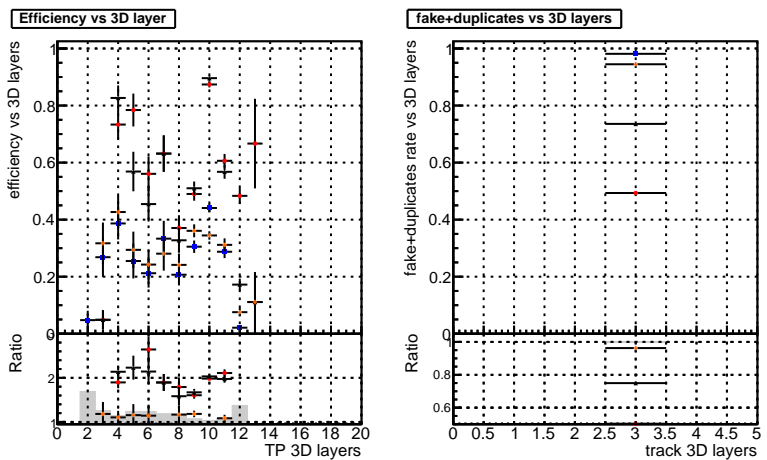 Efficiency vs 3D layer
efficiency vs 3D layers
1
0.8
0.6
0.4
0.2
0
Ratio
2
1
0 2 4 6 8 10 12 14 16 18 20
TP 3D layers
fake+duplicates vs 3D layers
fake+duplicates rate vs 3D layers
1
0.8
0.6
0.4
0.2
0
Ratio
1
0.8
0.6
0 0.5 1 1.5 2 2.5 3 3.5 4 4.5 5
track 3D layers